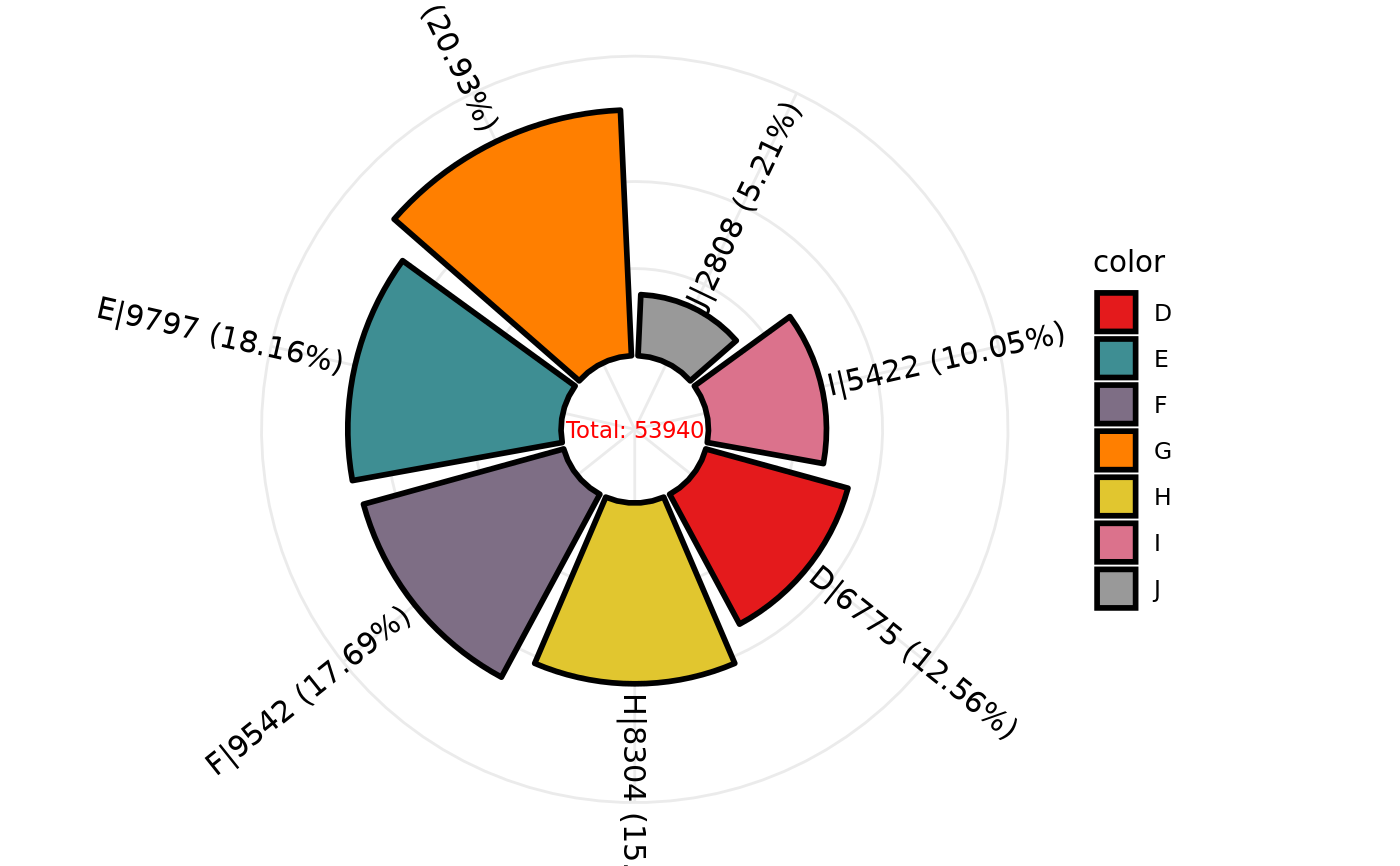 (20.93%)
J|2808 (5.21%)
E|9797 (18.16%)
I|5422 (10.05%)
Total: 53940
D|6775 (12.56%)
F|9542 (17.69%)
H|8304 (15.
color
D
E
F
G
H
I
J